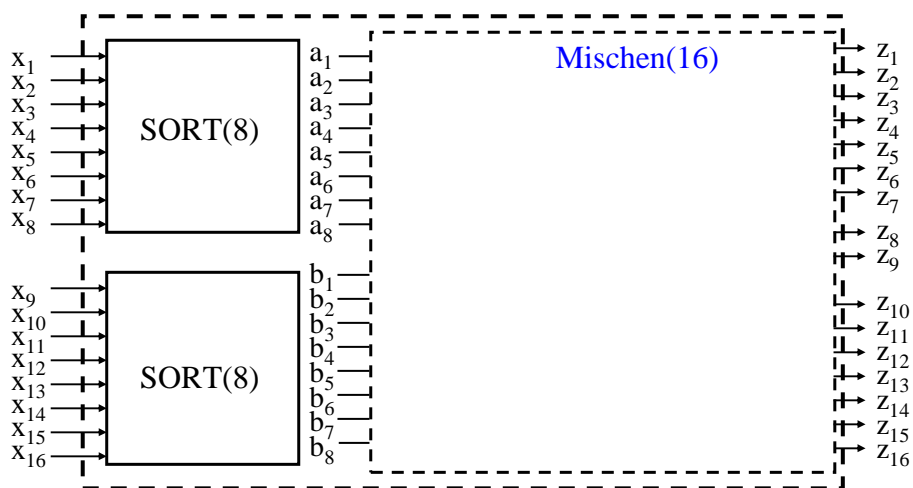 x1
x2
x3
x4
x5
x6
x7
x8
SORT(8)
a1
a2
a3
a4
a5
a6
a7
a8
x9
x10
x11
x12
x13
x14
x15
x16
SORT(8)
b1
b2
b3
b4
b5
b6
b7
b8
Mischen(16)
z1
z2
z3
z4
z5
z6
z7
z8
z9
z10
z11
z12
z13
z14
z15
z16